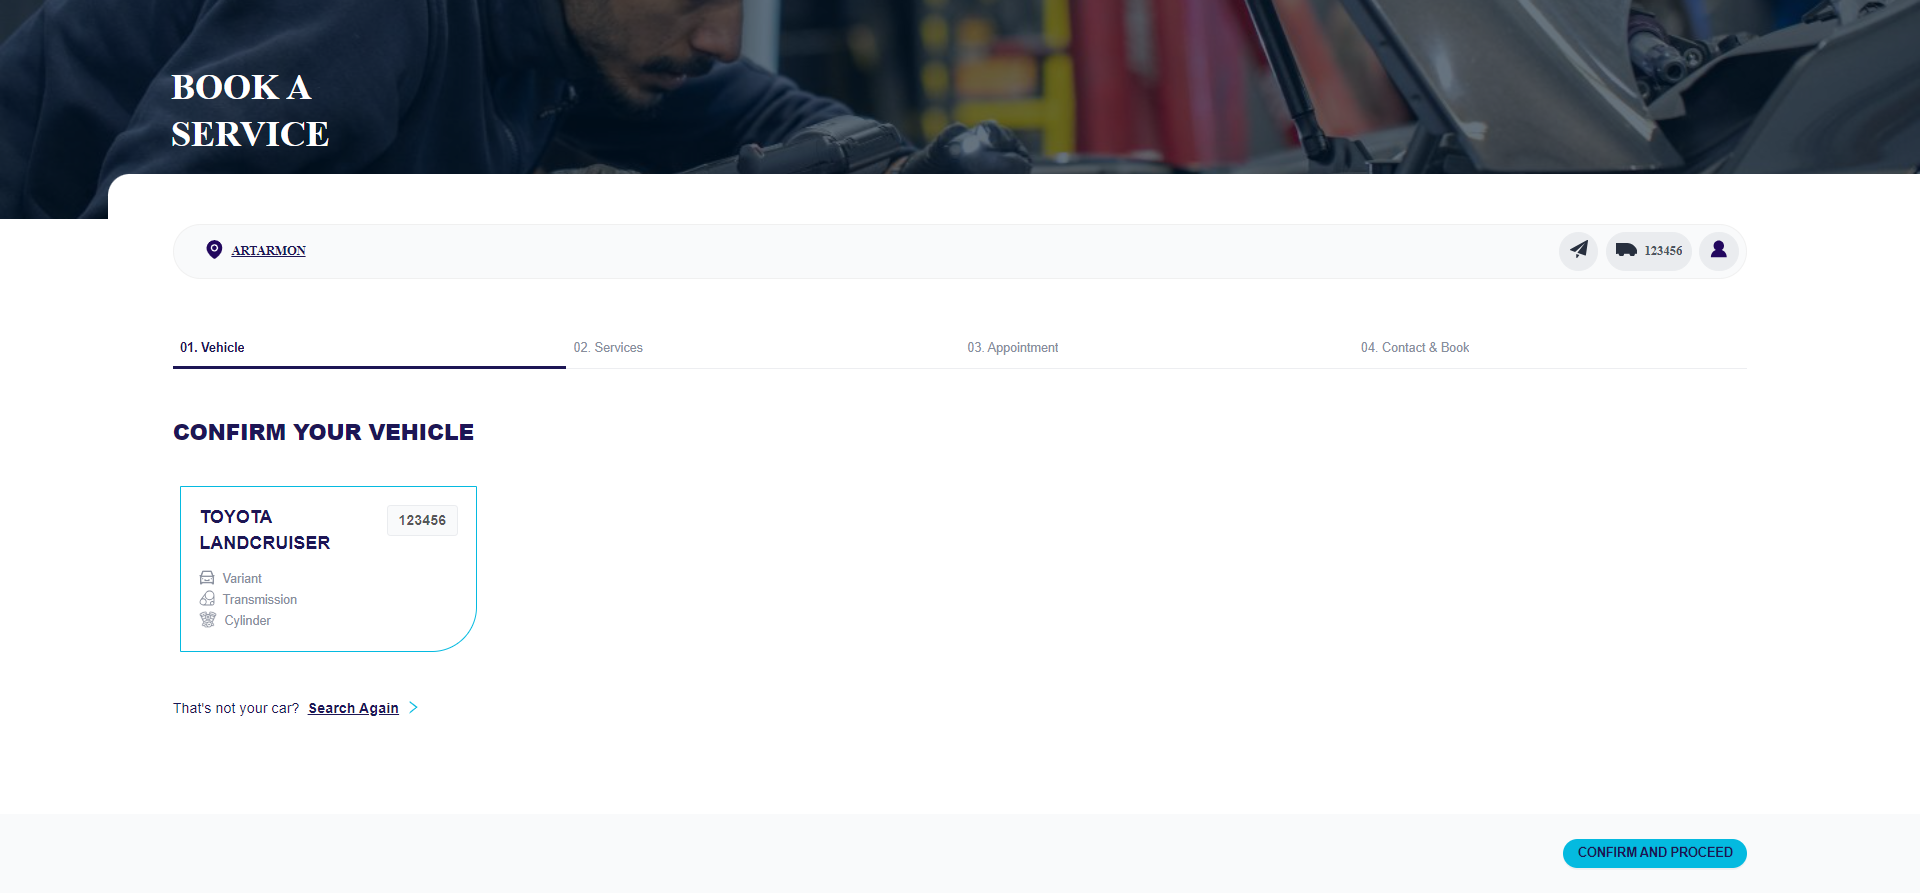 BOOK A
SERVICE
ARTARMON
123456
01. Vehicle
02. Services
03. Appointment
04. Contact & Book
CONFIRM YOUR VEHICLE
TOYOTA
LANDCRUISER
123456
Variant
Transmission
Cylinder
That's not your car? Search Again
CONFIRM AND PROCEED